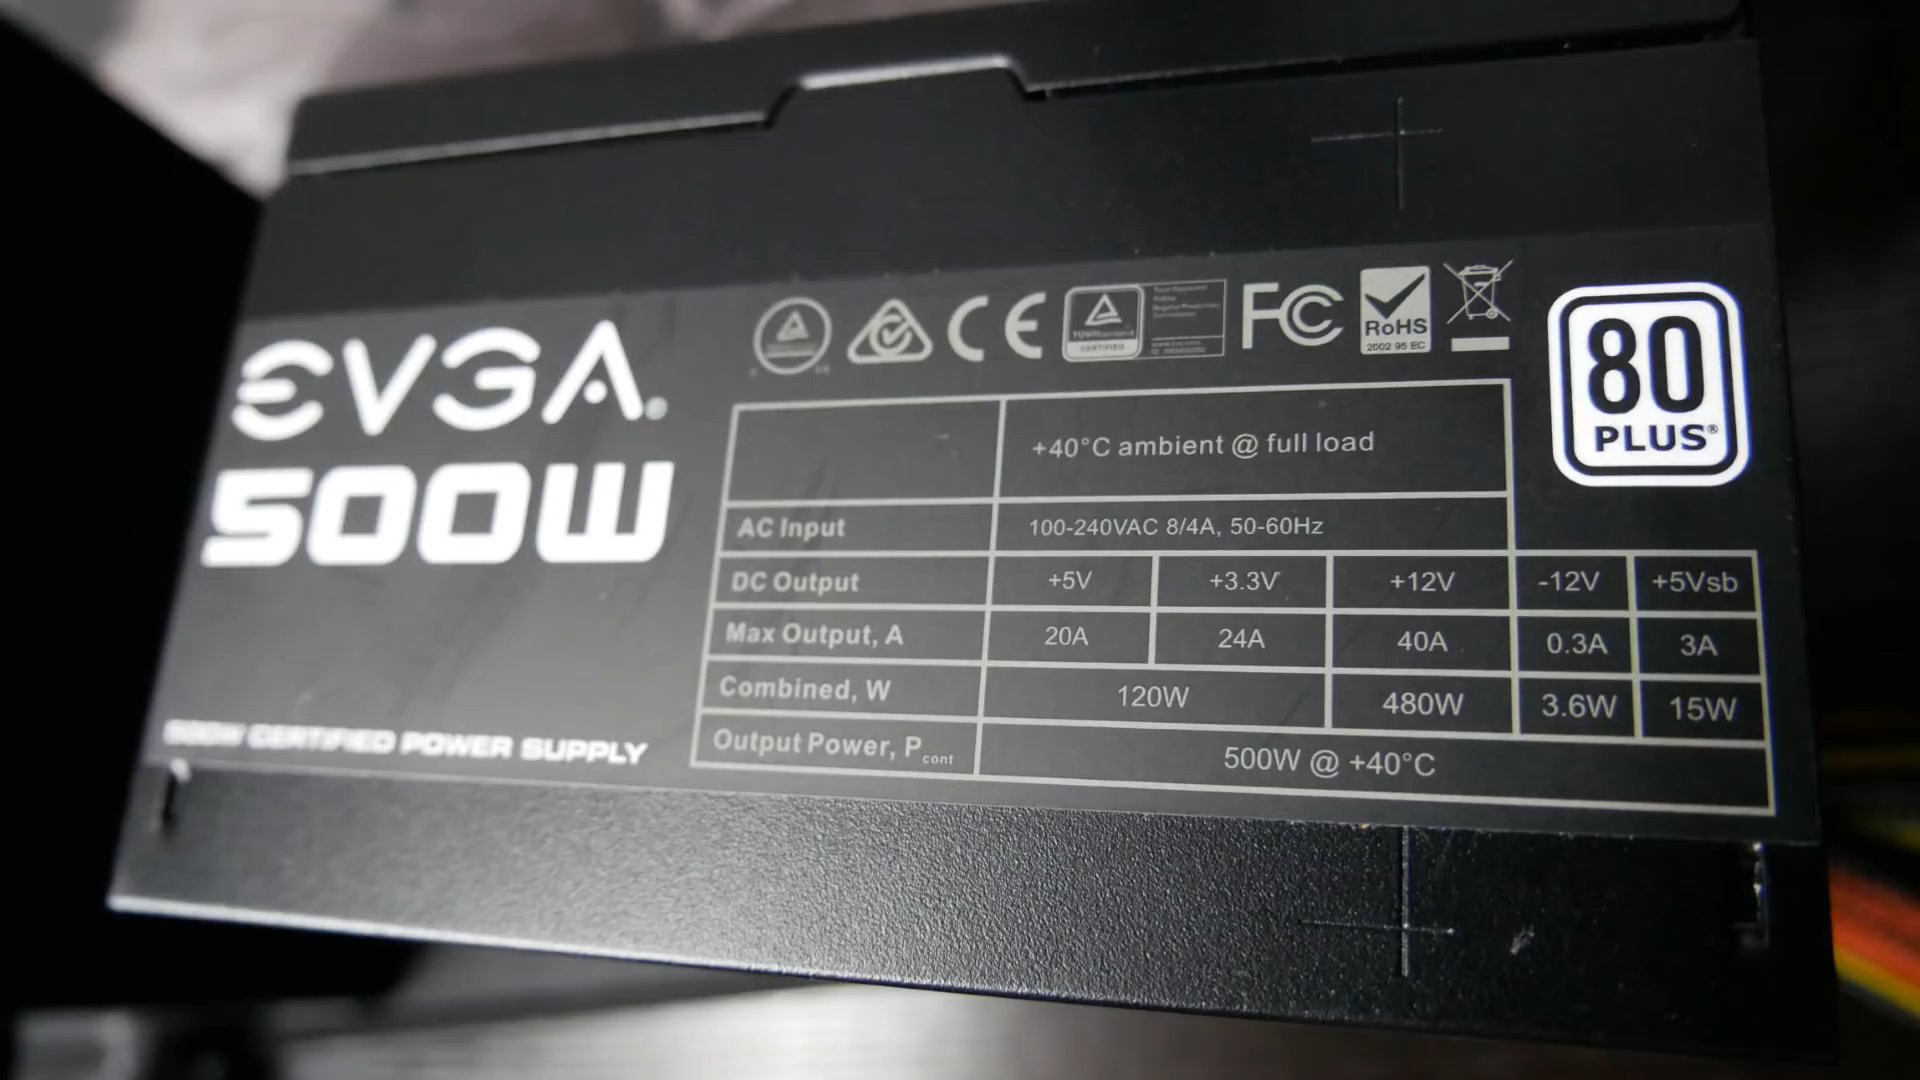 EVGA
500W
500W CERTIFIED POWER SUPPLY
CE
CERTIFIED
FC
RoHS
2002 95 EC
80
PLUS®
+40°C ambient @ full load
AC Input 100-240VAC 8/4A, 50-60Hz
DC Output +5V +3.3V +12V -12V +5Vsb
Max Output, A 20A 24A 40A 0.3A 3A
Combined, W 120W 480W 3.6W 15W
Output Power, Pcont 500W @ +40°C